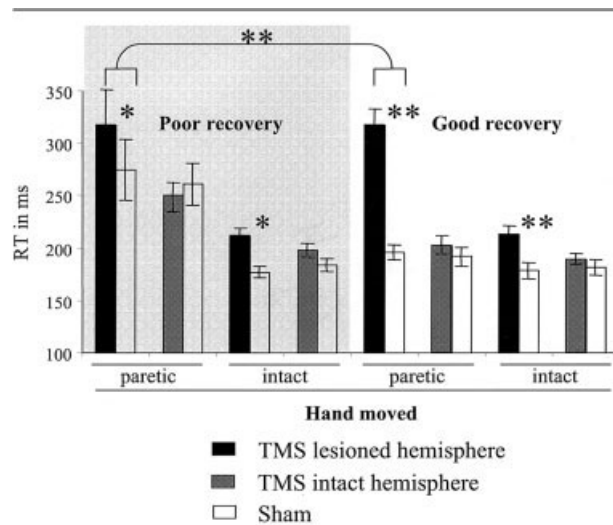 **
350
300
250
200
150
100
RT in ms
* Poor recovery
*
** Good recovery
**
paretic intact paretic intact
Hand moved
TMS lesioned hemisphere
TMS intact hemisphere
Sham